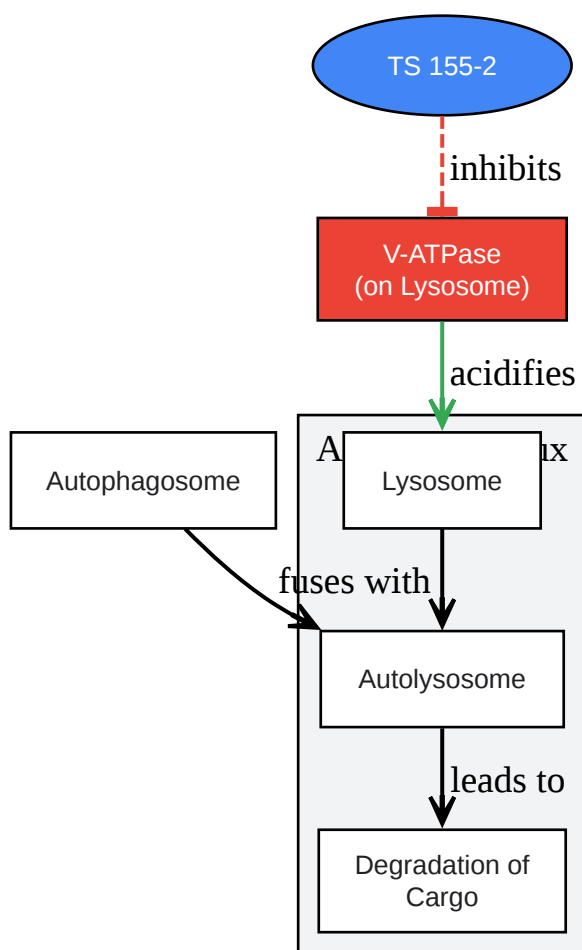 TS 155-2
inhibits
V-ATPase
(on Lysosome)
acidifies
Autophagosome
Lysosome
fuses with
Autolysosome
leads to
Degradation of
Cargo